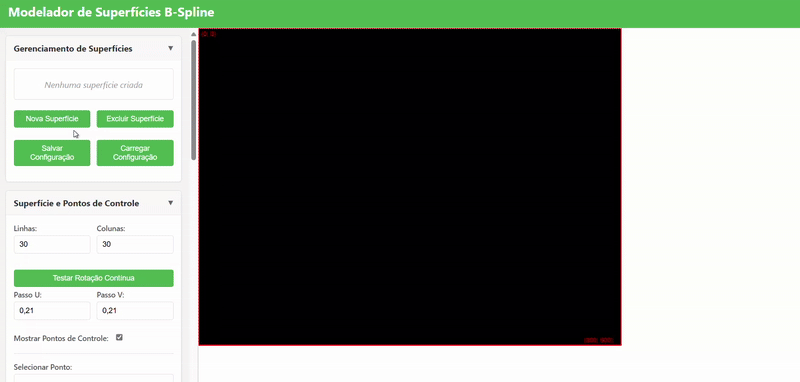 Modelador de Superfícies B-Spline
Gerenciamento de Superfícies
Nenhuma superfície criada
Nova Superfície
Excluir Superfície
Salvar
Configuração
Carregar
Configuração
Superfície e Pontos de Controle
Linhas:
Colunas:
30
30
Testar Rotação Contínua
Passo U:
Passo V:
0,21
0,21
Mostrar Pontos de Controle:
Selecionar Ponto: